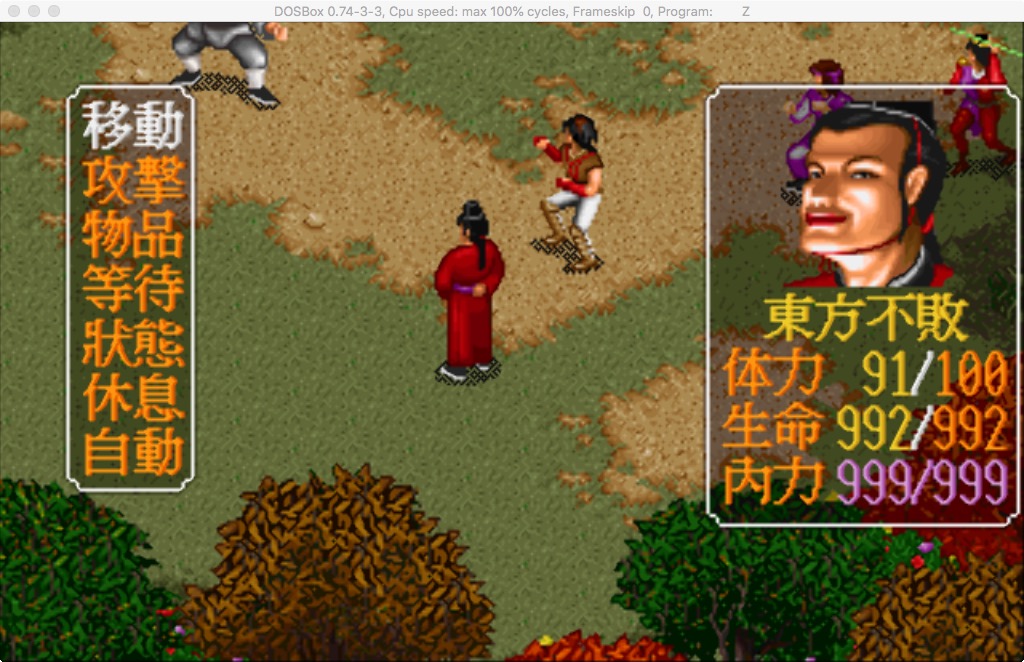 DOSBox 0.74-3-3, Cpu speed: max 100% cycles, Frameskip 0, Program: Z
移動
攻擊
物品
等待
狀態
休息
自動
東方不敗
体力 91/100
生命 992/992
內力 999/999